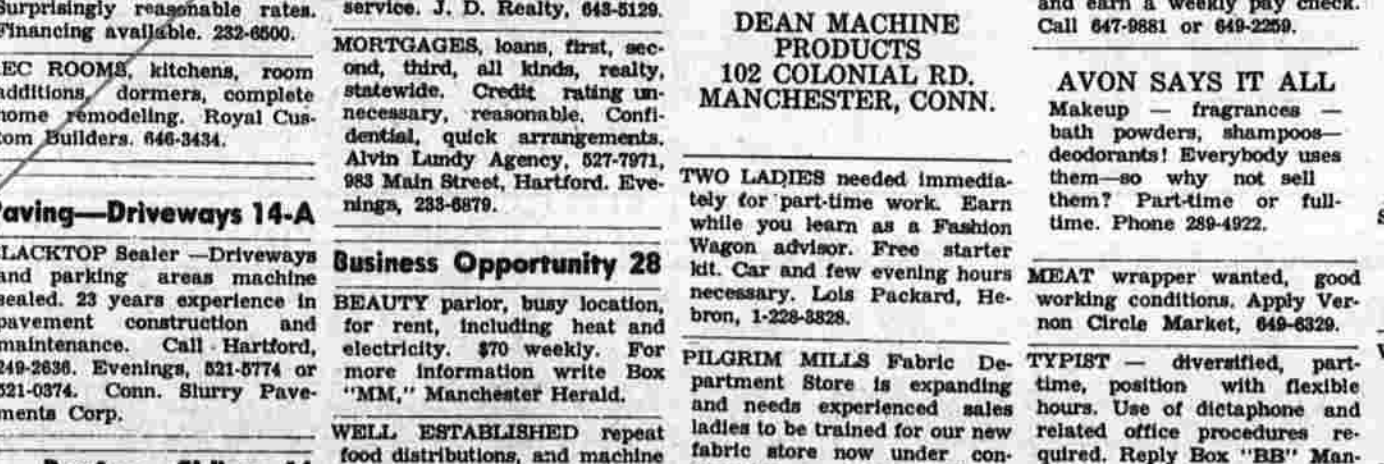 Surprisingly reasonable rates.
Financing available. 232-6500.
EC ROOMS, kitchens, room
additions, dormers, complete
home remodeling. Royal Cus-
tom Builders. 646-3434.
aving—Driveways 14-A
LACKTOP Sealer —Driveways
and parking areas machine
sealed. 23 years experience in
pavement construction and
maintenance. Call Hartford,
249-2636. Evenings, 521-5774 or
521-0374. Conn. Slurry Pave-
ments Corp.
service. J. D. Realty, 643-5129.
MORTGAGES, loans, first, sec-
ond, third, all kinds, realty,
statewide. Credit rating un-
necessary, reasonable. Confi-
dential, quick arrangements.
Alvin Lundy Agency, 527-7971,
983 Main Street, Hartford. Eve-
nings, 233-6879.
Business Opportunity 28
BEAUTY parlor, busy location,
for rent, including heat and
electricity. $70 weekly. For
more information write Box
"MM," Manchester Herald.
WELL ESTABLISHED repeat
food distributions, and machine
DEAN MACHINE
PRODUCTS
102 COLONIAL RD.
MANCHESTER, CONN.
TWO LADIES needed immedia-
tely for part-time work. Earn
while you learn as a Fashion
Wagon advisor. Free starter
kit. Car and few evening hours
necessary. Lois Packard, He-
bron, 1-228-3828.
PILGRIM MILLS Fabric De-
partment Store is expanding
and needs experienced sales
ladies to be trained for our new
fabric store now under con-
and earn a weekly pay check.
Call 647-9881 or 649-2259.
AVON SAYS IT ALL
Makeup — fragrances —
bath powders, shampoos—
deodorants! Everybody uses
them—so why not sell
them? Part-time or full-
time. Phone 289-4922.
MEAT wrapper wanted, good
working conditions. Apply Ver-
non Circle Market, 649-6329.
TYPIST — diversified, part-
time, position with flexible
hours. Use of dictaphone and
related office procedures re-
quired. Reply Box "BB" Man-